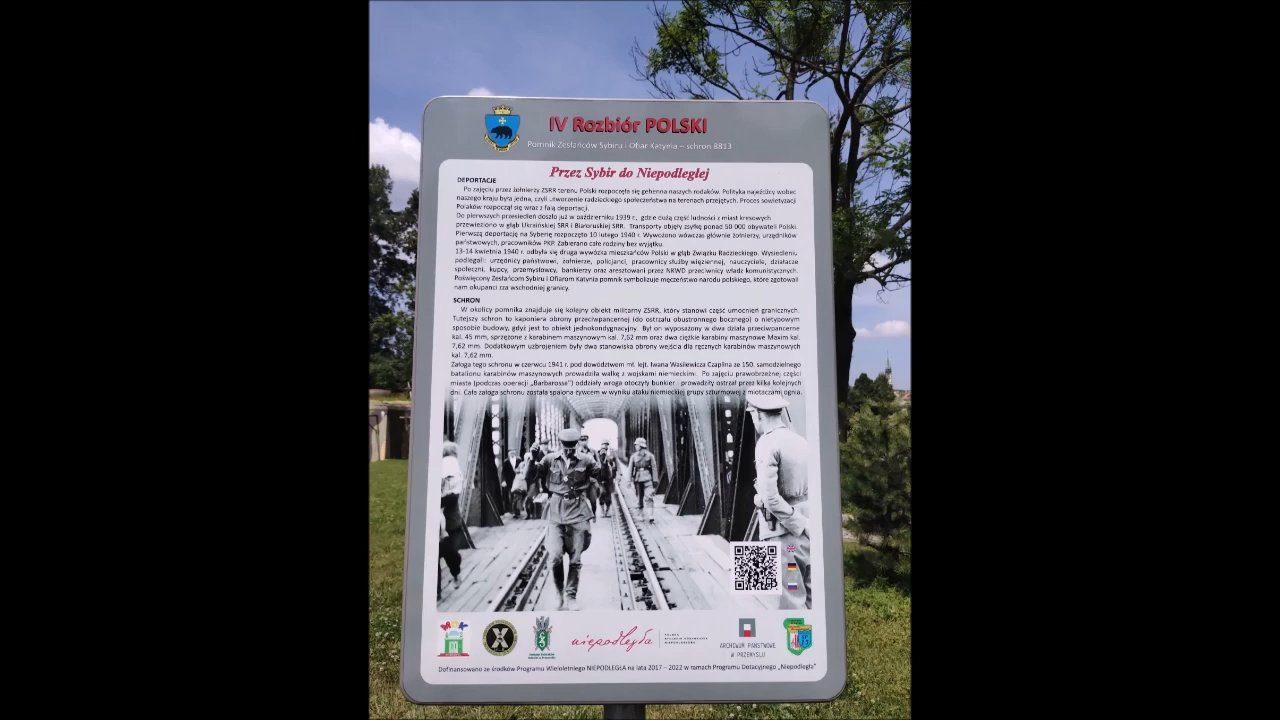 IV Rozbiór POLSKI
Pomnik Zesłańców Sybiru i Ofiar Katynia – schron 8813
Przez Sybir do Niepodległej
DEPORTACJE
Po zajęciu przez żołnierzy ZSRR terenu Polski rozpoczęła się gehenna naszych rodaków. Polityka najeźdźcy wobec
naszego kraju była jedna, czyli utworzenie radzieckiego społeczeństwa na terenach przejętych. Proces sowietyzacji
Polaków rozpoczął się wraz z falą deportacji.
Do pierwszych przesiedleń doszło już w październiku 1939 r., gdzie dużą część ludności z miast kresowych
przewieziono w głąb Ukraińskiej SRR i Białoruskiej SRR. Transporty objęły zsyłkę ponad 50 000 obywateli Polski.
Pierwszą deportację na Syberię rozpoczęto 10 lutego 1940 r. Wywożono wówczas głównie żołnierzy, urzędników
państwowych, pracowników PKP. Zabierano całe rodziny bez wyjątku.
13-14 kwietnia 1940 r. odbyła się druga wywózka mieszkańców Polski w głąb Związku Radzieckiego. Wysiedleniu
podlegali: urzędnicy państwowi, żołnierze, policjanci, pracownicy służby więziennej, nauczyciele, działacze
społeczni, kupcy, przemysłowcy, bankierzy oraz aresztowani przez NKWD przeciwnicy władz komunistycznych.
Poświęcony Zesłańcom Sybiru i Ofiarom Katynia pomnik symbolizuje męczeństwo narodu polskiego, które zgotowali
nam okupanci zza wschodniej granicy.
SCHRON
W okolicy pomnika znajduje się kolejny obiekt militarny ZSRR, który stanowi część umocnień granicznych.
Tutejszy schron to kaponiera obrony przeciwpancernej (do ostrzału obustronnego bocznego) o nietypowym
sposobie budowy, gdyż jest to obiekt jednokondygnacyjny. Był on wyposażony w dwa działa przeciwpancerne
kal. 45 mm, sprzężone z karabinem maszynowym kal. 7,62 mm oraz dwa ciężkie karabiny maszynowe Maxim kal.
7,62 mm. Dodatkowym uzbrojeniem były dwa stanowiska obrony wejścia dla ręcznych karabinów maszynowych
kal. 7,62 mm.
Załoga tego schronu w czerwcu 1941 r. pod dowództwem mł. lejt. Iwana Wasilewicza Czaplina ze 150. samodzielnego
batalionu karabinów maszynowych prowadziła walkę z wojskami niemieckimi. Po zajęciu prawobrzeżnej części
miasta (podczas operacji „Barbarossa") oddziały wroga otoczyły bunkier i prowadziły ostrzał przez kilka kolejnych
dni. Cała załoga schronu została spalona żywcem w wyniku ataku niemieckiej grupy szturmowej z miotaczami ognia.
niepodległa
ARCHIWUM PAŃSTWOWE
W PRZEMYŚLU
Dofinansowano ze środków Programu Wieloletniego NIEPODLEGŁA na lata 2017 – 2022 w ramach Programu Dotacyjnego „Niepodległa"